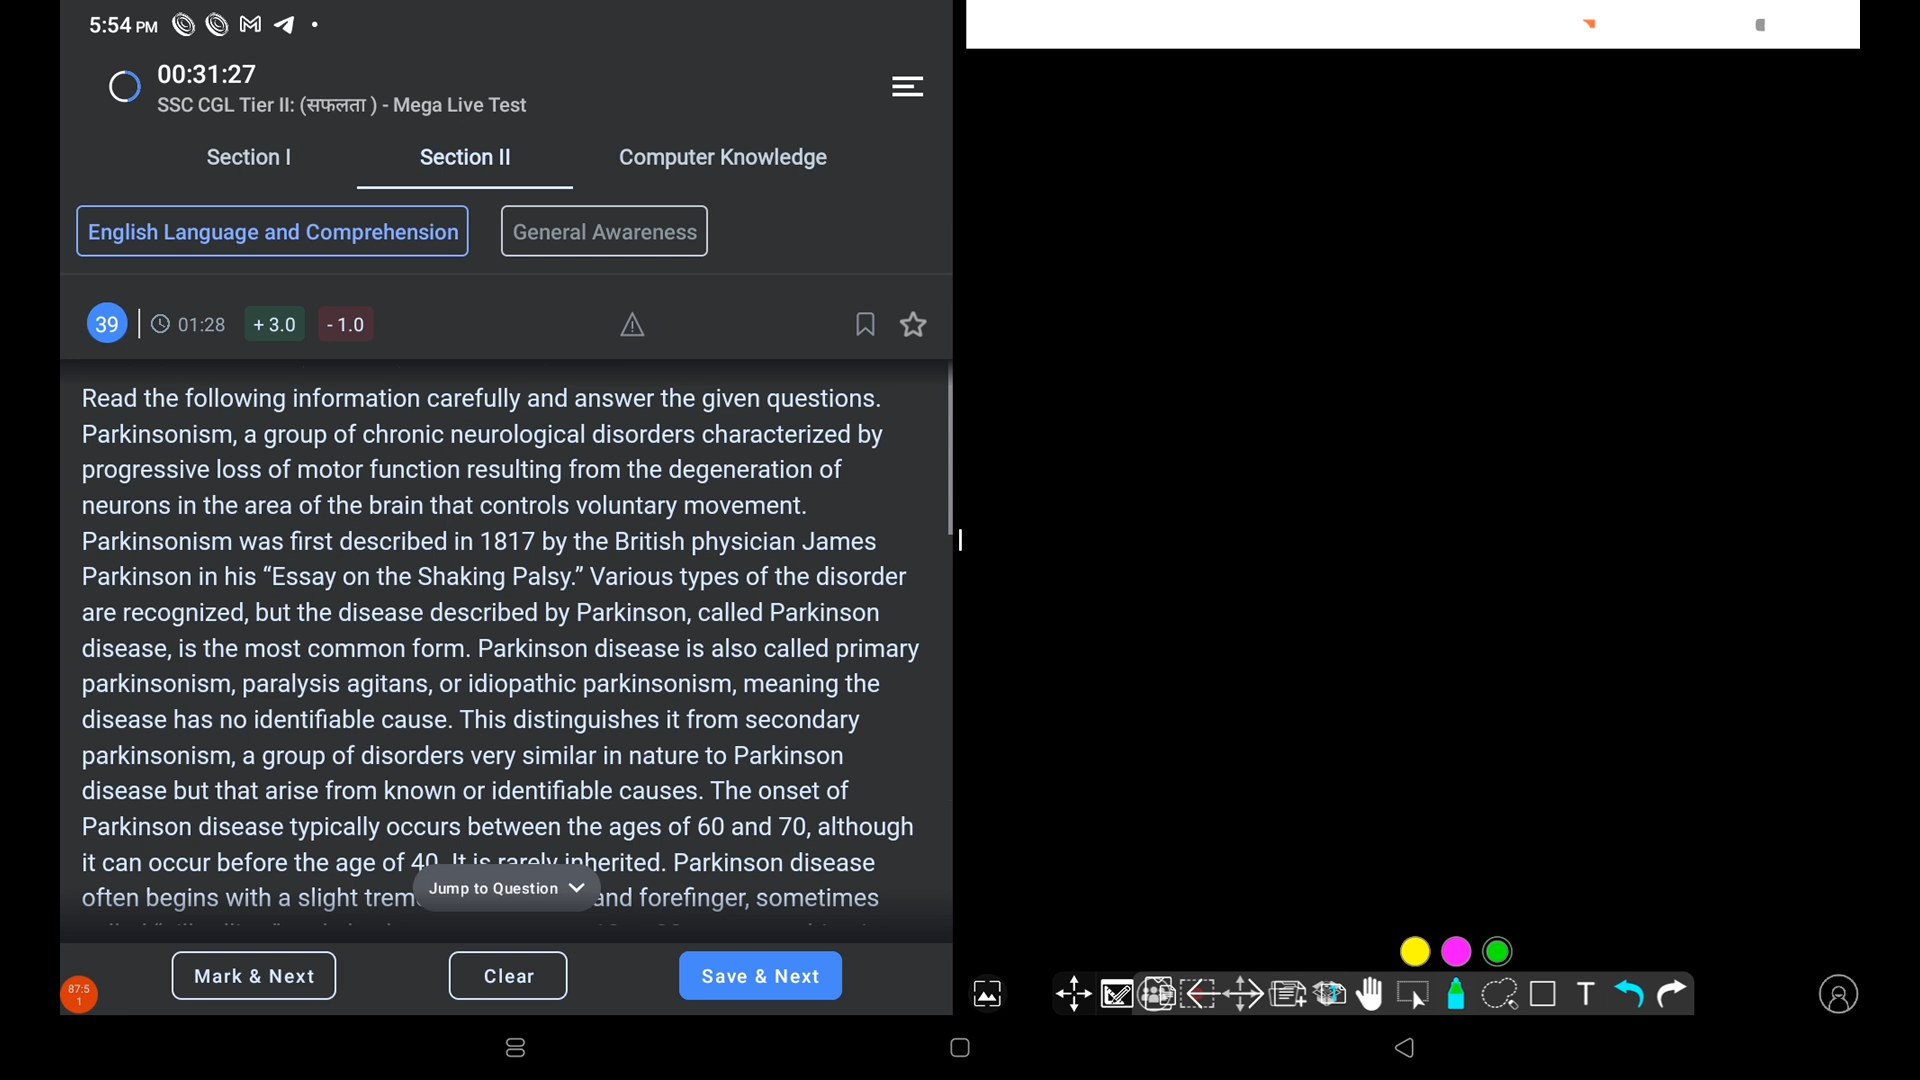 5:54 PM
00:31:27
SSC CGL Tier II: (सफलता ) - Mega Live Test
Section I
Section II
Computer Knowledge
English Language and Comprehension
General Awareness
39
01:28
+ 3.0
- 1.0
Read the following information carefully and answer the given questions.
Parkinsonism, a group of chronic neurological disorders characterized by
progressive loss of motor function resulting from the degeneration of
neurons in the area of the brain that controls voluntary movement.
Parkinsonism was first described in 1817 by the British physician James
Parkinson in his “Essay on the Shaking Palsy.” Various types of the disorder
are recognized, but the disease described by Parkinson, called Parkinson
disease, is the most common form. Parkinson disease is also called primary
parkinsonism, paralysis agitans, or idiopathic parkinsonism, meaning the
disease has no identifiable cause. This distinguishes it from secondary
parkinsonism, a group of disorders very similar in nature to Parkinson
disease but that arise from known or identifiable causes. The onset of
Parkinson disease typically occurs between the ages of 60 and 70, although
it can occur before the age of 40. It is rarely inherited. Parkinson disease
often begins with a slight and forefinger, sometimes
Jump to Question
Mark & Next
Clear
Save & Next
87:5
1
T